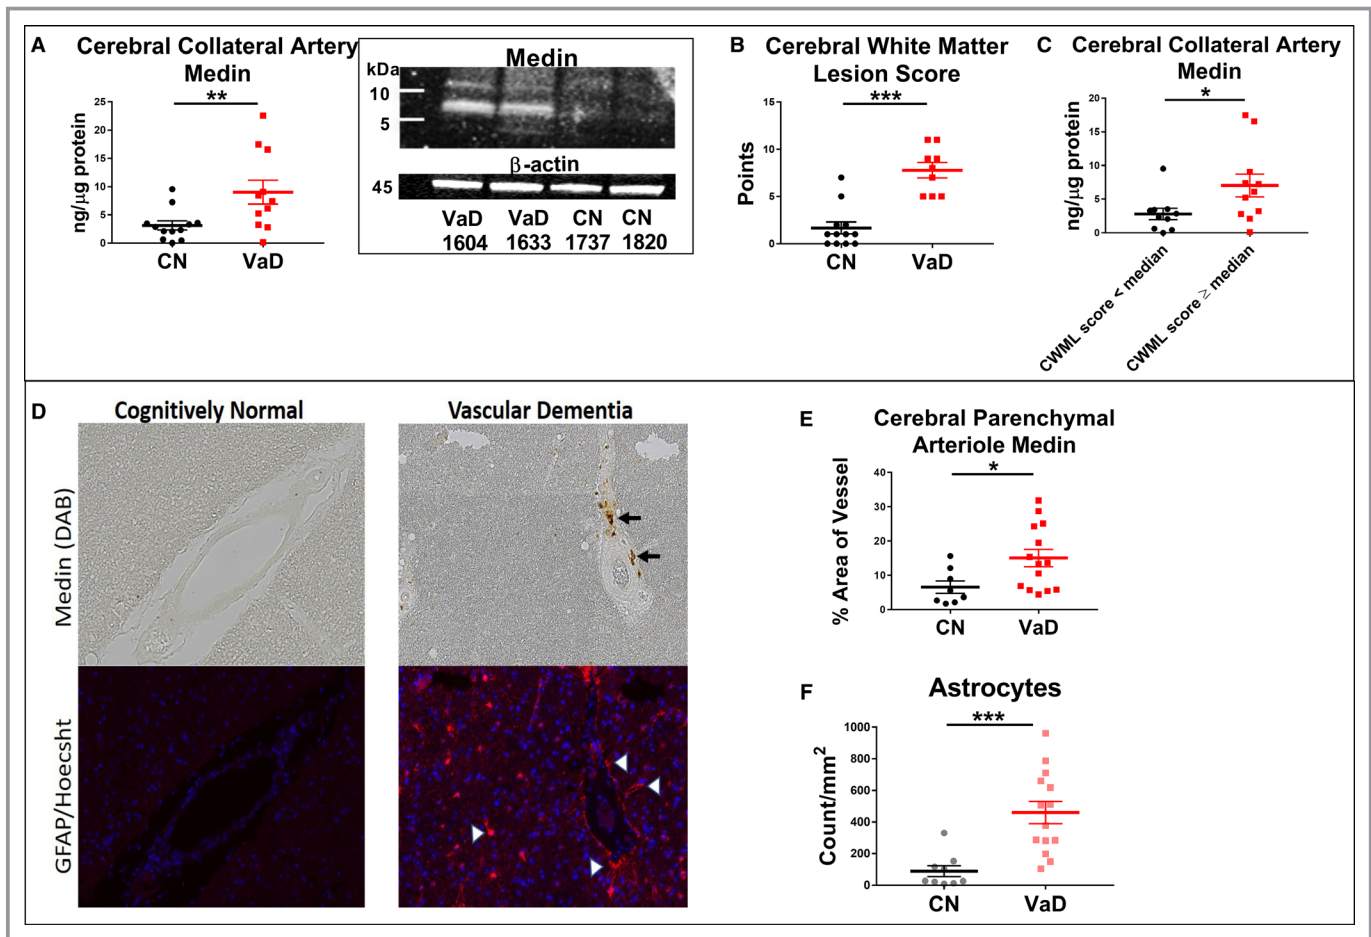 A
Cerebral Collateral Artery
Medin
**
ng/μg protein
25
20
15
10
5
0
CN
VaD
Medin
kDa
10
5
β-actin
45
VaD
1604
VaD
1633
CN
1737
CN
1820
B
Cerebral White Matter
Lesion Score
***
Points
15
10
5
0
CN
VaD
C
Cerebral Collateral Artery
Medin
*
ng/μg protein
20
15
10
5
0
CWML score < median
CWML score ≥ median
D
Cognitively Normal
Vascular Dementia
Medin (DAB)
GFAP/Hoecsht
E
Cerebral Parenchymal
Arteriole Medin
*
% Area of Vessel
40
30
20
10
0
CN
VaD
F
Astrocytes
***
Count/mm²
1000
800
600
400
200
0
CN
VaD